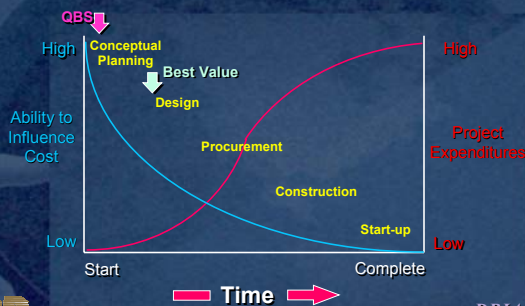 QBS
High
Conceptual
Planning
High
Best Value
Design
Ability to
Influence
Cost
Procurement
Project
Expenditures
Construction
Start-up
Low
Low
Start
Complete
Time